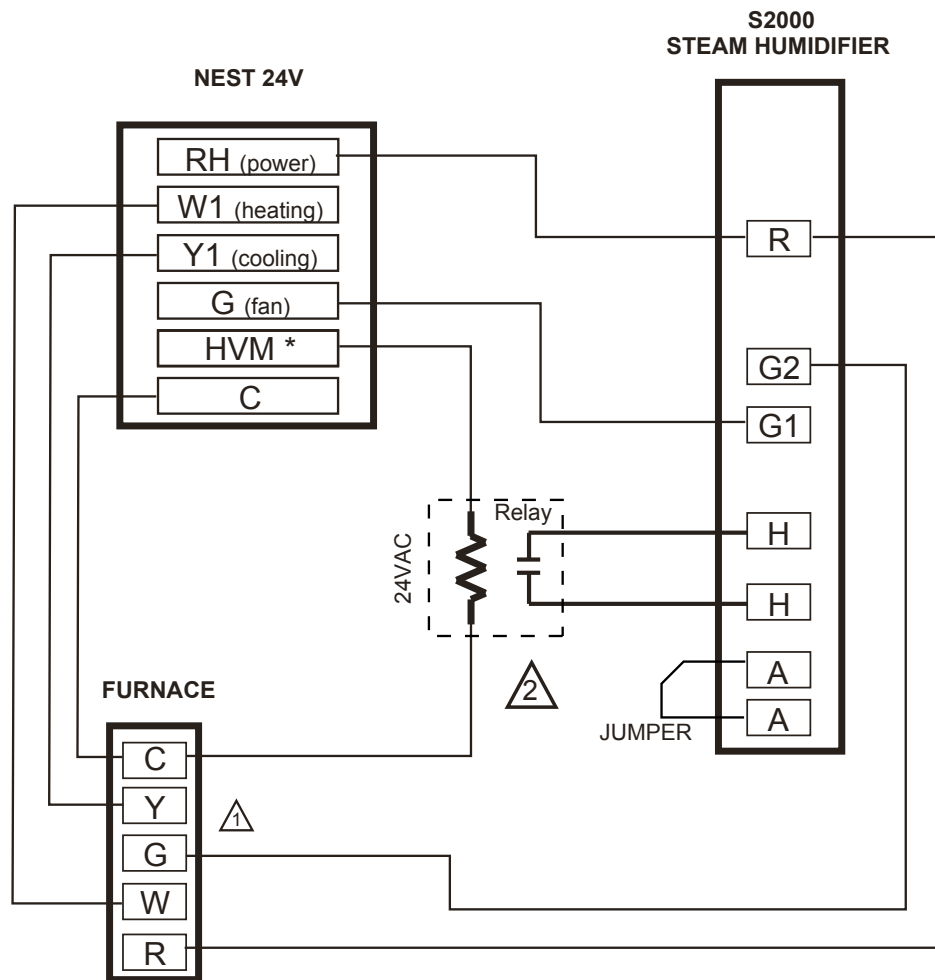 S2000
STEAM HUMIDIFIER
NEST 24V
RH (power)
W1 (heating)
Y1 (cooling)
G (fan)
HVM *
C
R
G2
G1
H
H
A
A
JUMPER
Relay
24VAC
2
FURNACE
C
Y
1
G
W
R